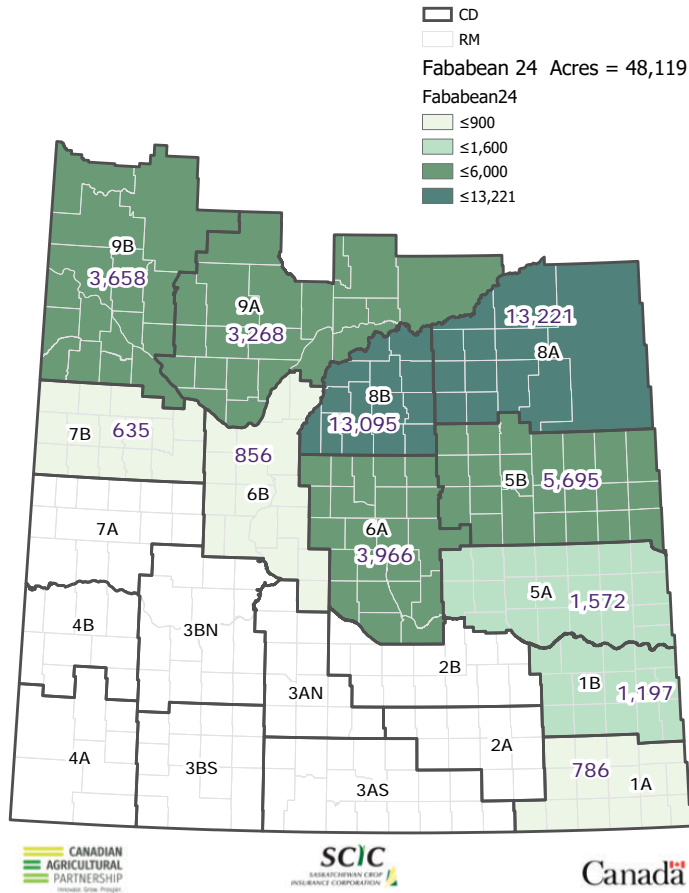 CD
RM
Fababean 24 Acres = 48,119
Fababean24
≤900
≤1,600
≤6,000
≤13,221
9B
3,658
9A
3,268
13,221
8A
8B
13,095
7B
635
856
6B
5B
5,695
6A
3,966
7A
5A
1,572
4B
3BN
2B
3AN
1B
1,197
2A
4A
3BS
3AS
786
1A
CANADIAN
AGRICULTURAL
PARTNERSHIP
Innovate. Grow. Prosper.
SCIC
SASKATCHEWAN CROP
INSURANCE CORPORATION
Canada